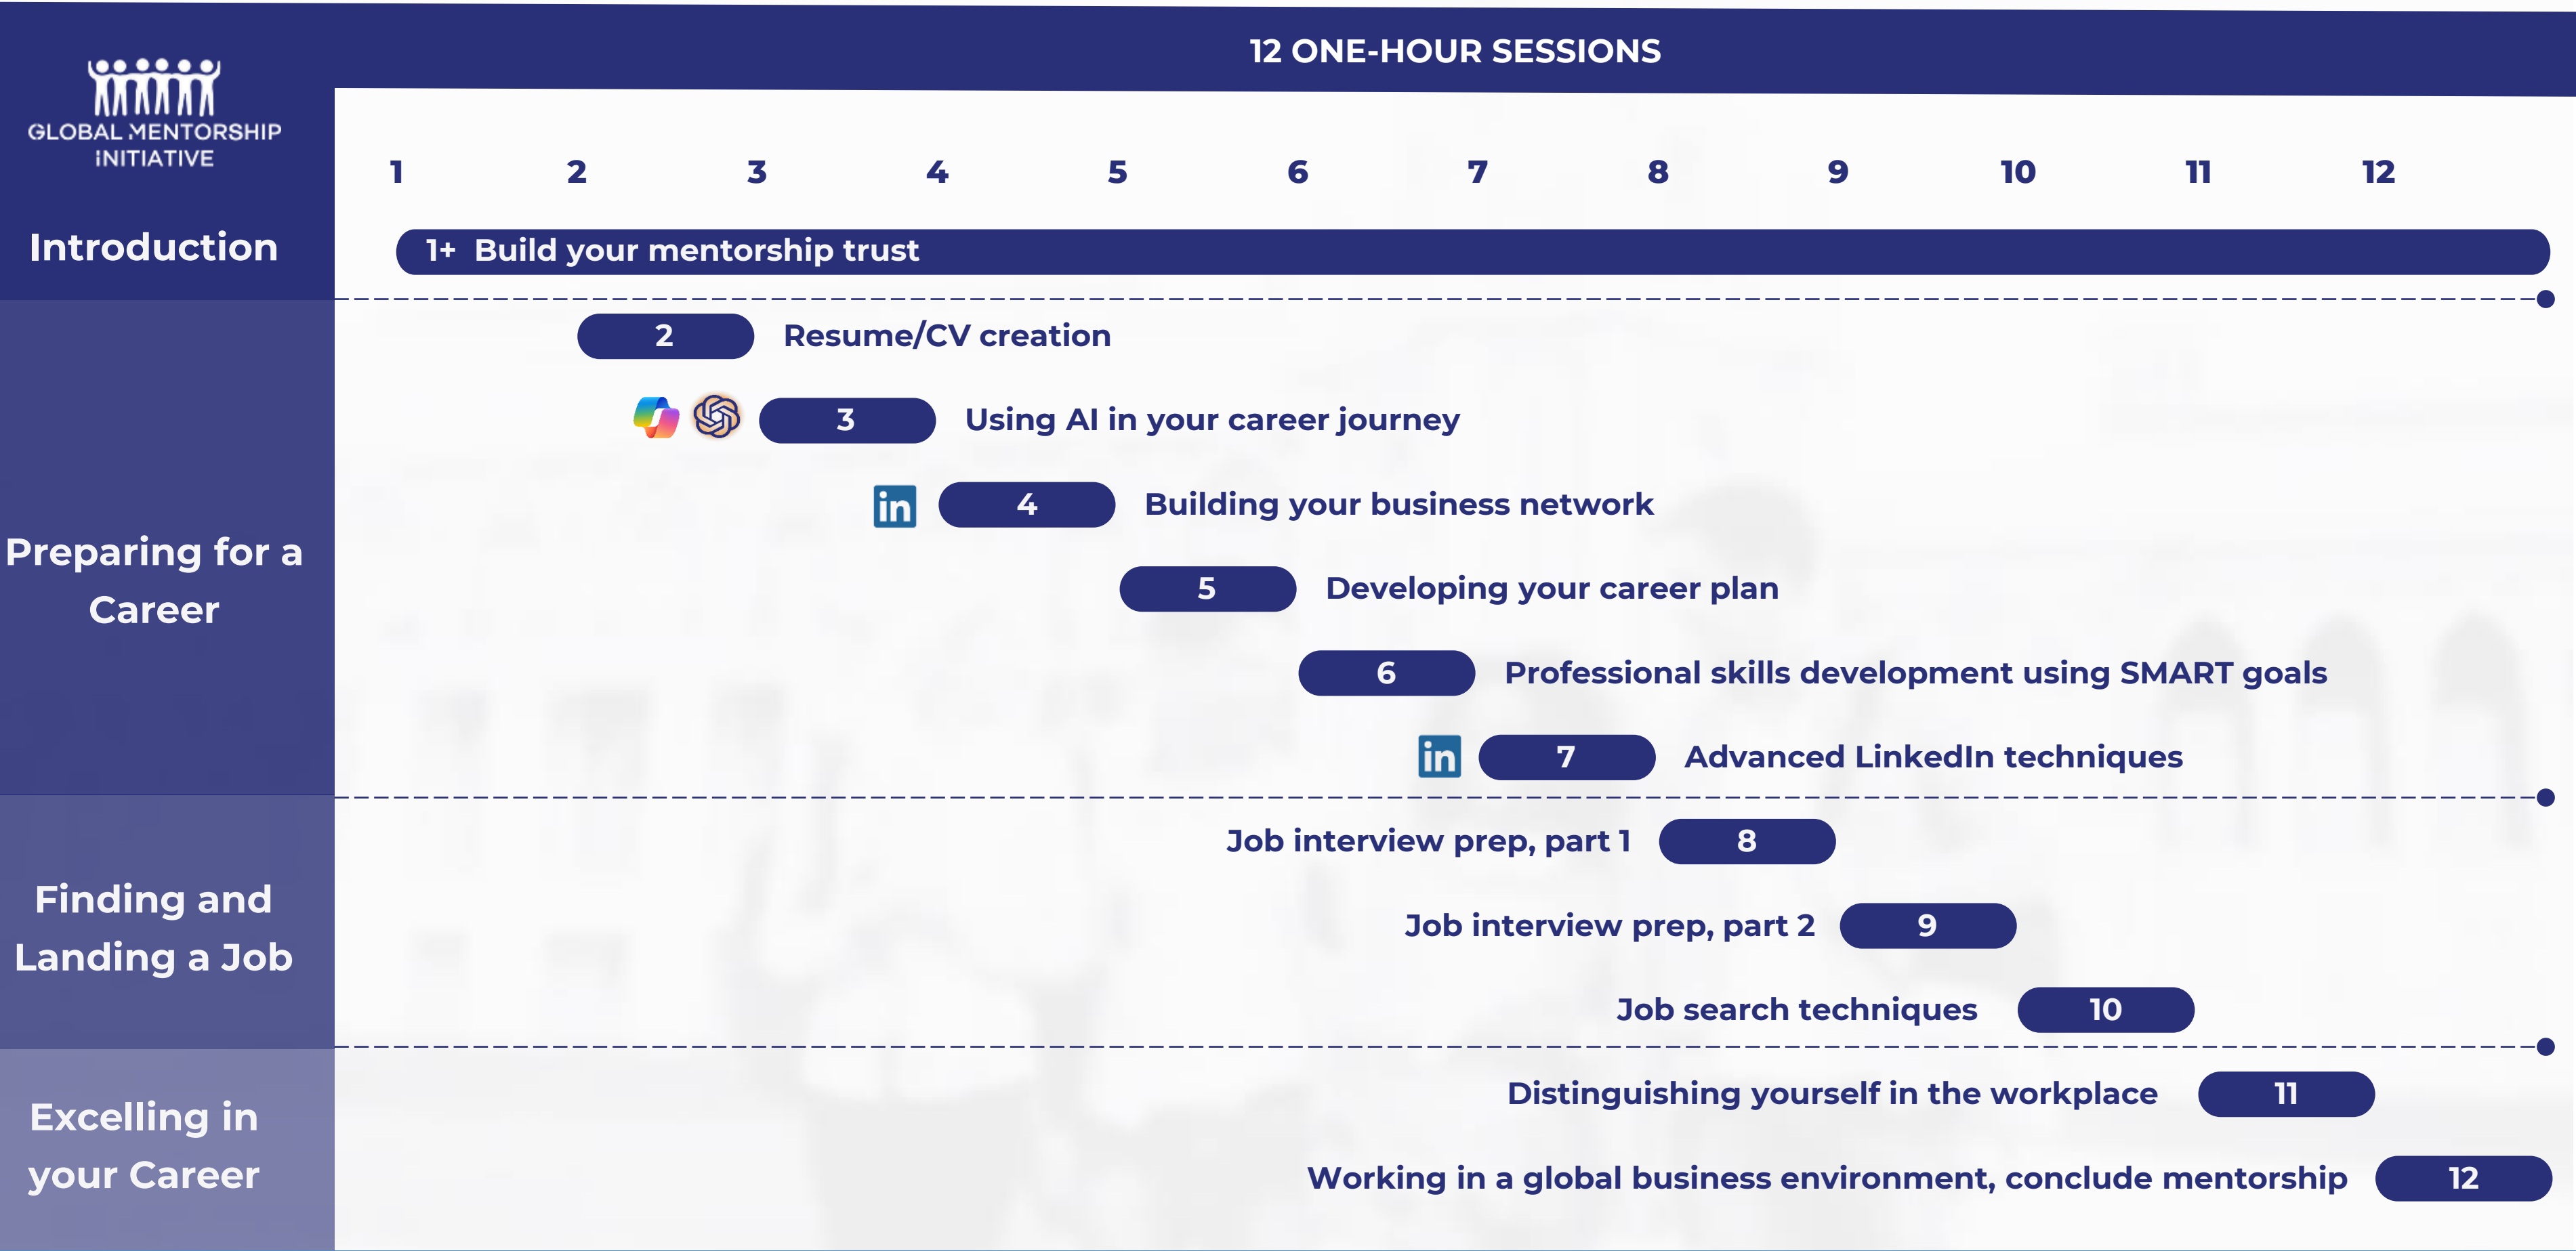 12 ONE-HOUR SESSIONS
GLOBAL MENTORSHIP
INITIATIVE
1 2 3 4 5 6 7 8 9 10 11 12
Introduction
1+ Build your mentorship trust
Preparing for a
Career
2 Resume/CV creation
3 Using AI in your career journey
in 4 Building your business network
5 Developing your career plan
6 Professional skills development using SMART goals
in 7 Advanced LinkedIn techniques
Finding and
Landing a Job
Job interview prep, part 1 8
Job interview prep, part 2 9
Job search techniques 10
Excelling in
your Career
Distinguishing yourself in the workplace 11
Working in a global business environment, conclude mentorship 12